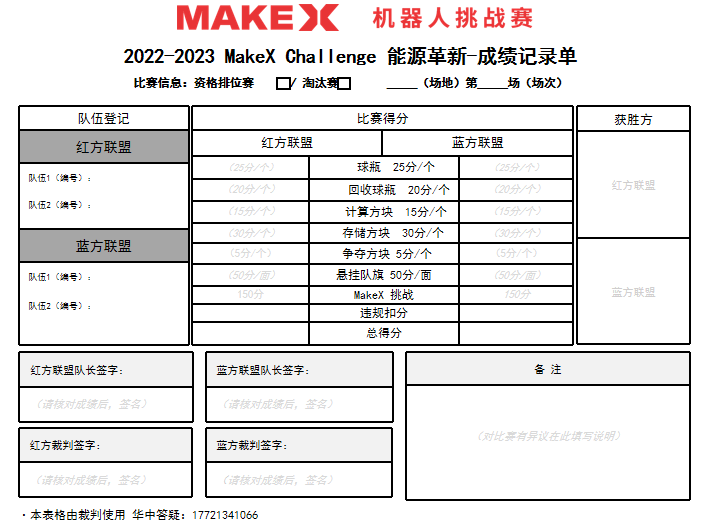 MAKEX 机器人挑战赛
2022-2023 MakeX Challenge 能源革新-成绩记录单
比赛信息：资格排位赛 / 淘汰赛 _____（场地）第_____场（场次）
队伍登记 比赛得分 获胜方
红方联盟 红方联盟 蓝方联盟
（25分/个） 球瓶 25分/个 （25分/个）
队伍1（编号）：
（20分/个） 回收球瓶 20分/个 （20分/个）
红方联盟
队伍2（编号）：
（15分/个） 计算方块 15分/个 （15分/个）
（30分/个） 存储方块 30分/个 （30分/个）
蓝方联盟
（5分/个） 争夺方块 5分/个 （5分/个）
队伍1（编号）：
（50分/面） 悬挂队旗 50分/面 （50分/面）
150分 MakeX 挑战 150分
蓝方联盟
队伍2（编号）：
违规扣分
总得分
红方联盟队长签字： 蓝方联盟队长签字： 备 注
（请核对成绩后，签名） （请核对成绩后，签名）
（对比赛有异议在此填写说明）
红方裁判签字： 蓝方裁判签字：
（请核对成绩后，签名） （请核对成绩后，签名）
·本表格由裁判使用 华中答疑：17721341066